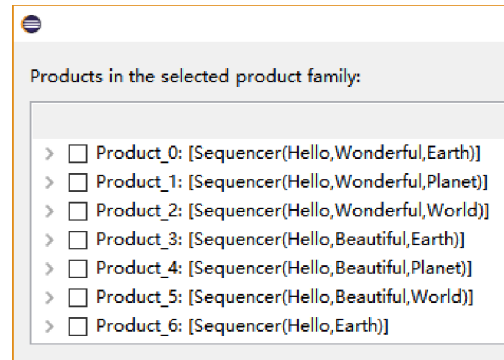 Products in the selected product family:
Product_0: [Sequencer(Hello,Wonderful,Earth)]
Product_1: [Sequencer(Hello,Wonderful,Planet)]
Product_2: [Sequencer(Hello,Wonderful,World)]
Product_3: [Sequencer(Hello,Beautiful,Earth)]
Product_4: [Sequencer(Hello,Beautiful,Planet)]
Product_5: [Sequencer(Hello,Beautiful,World)]
Product_6: [Sequencer(Hello,Earth)]